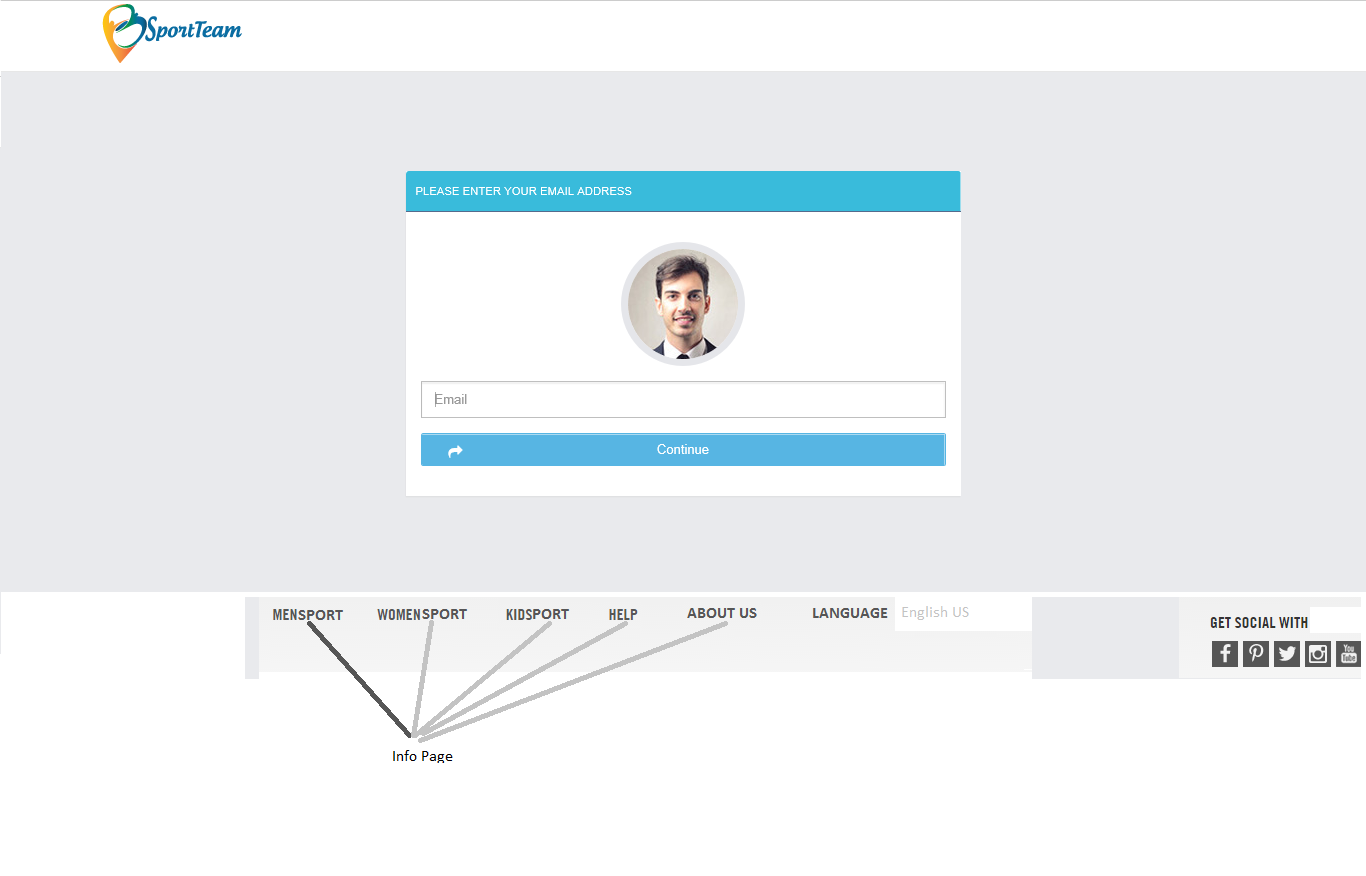 SportTeam
PLEASE ENTER YOUR EMAIL ADDRESS
Email
Continue
MENSPORT WOMENSPORT KIDSPORT HELP ABOUT US LANGUAGE English US
GET SOCIAL WITH
You Tube
Info Page